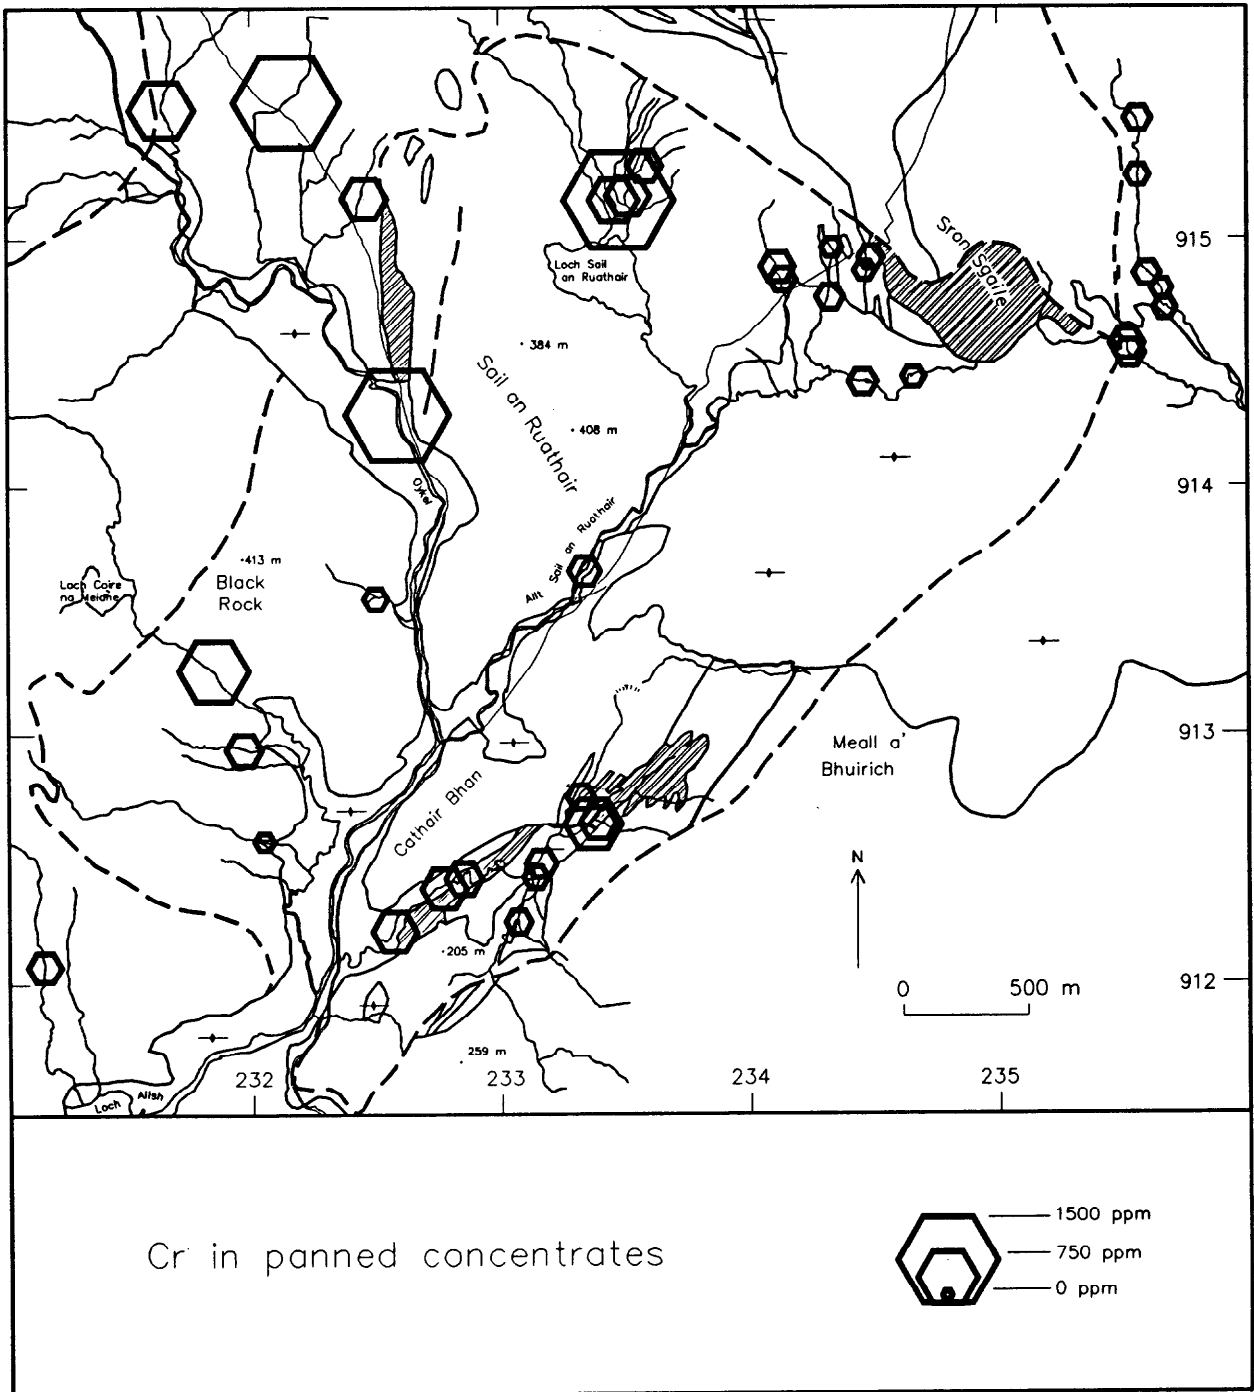 915
Sron Sgaile
Loch Sail
an Ruathair
384 m
Sail an Ruathair
408 m
914
Oykel
413 m
Black
Rock
Loch Coire
na Meidhe
Allt Sail an Ruathair
913
Meall a'
Bhuirich
Cathair Bhan
N
205 m
912
0 500 m
259 m
232 233 234 235
Loch Ailsh
Cr in panned concentrates
1500 ppm
750 ppm
0 ppm